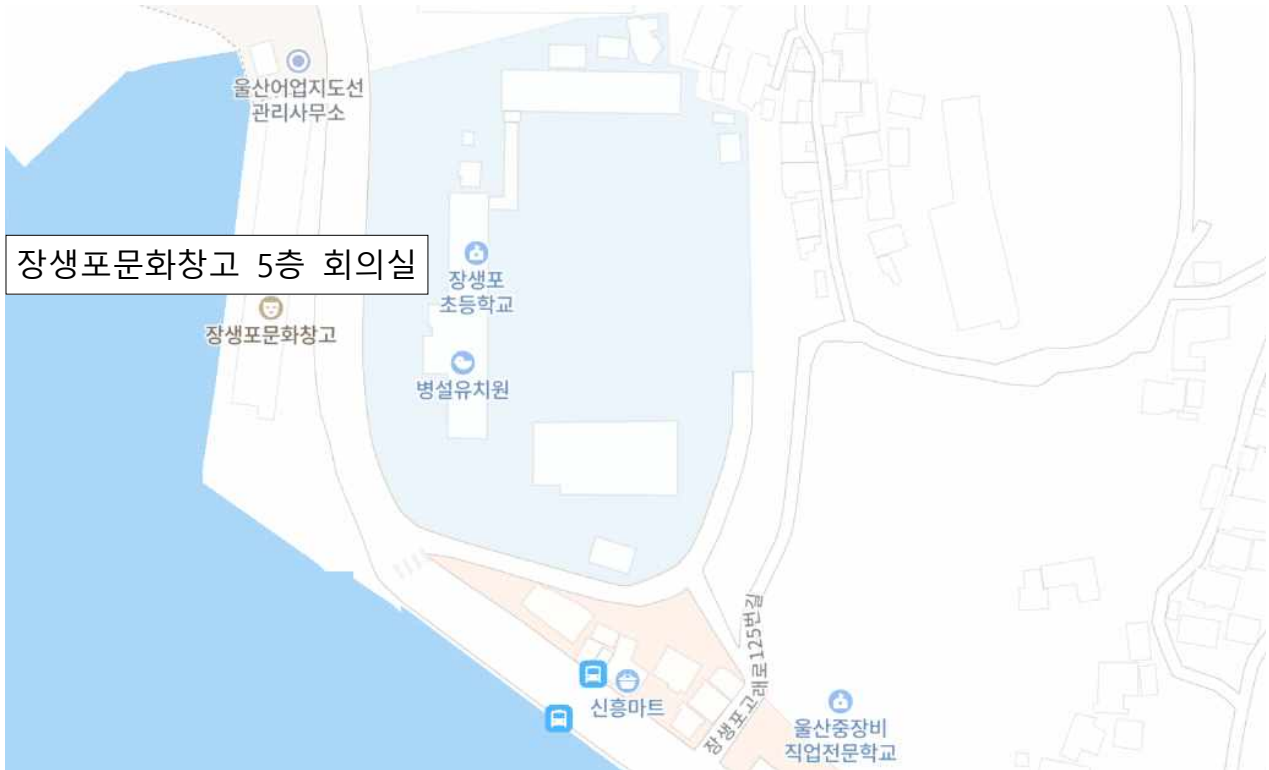 울산어업지도선
관리사무소
장생포문화창고 5층 회의실
장생포문화창고
장생포
초등학교
병설유치원
장생포고래로125번길
신흥마트
울산중장비
직업전문학교